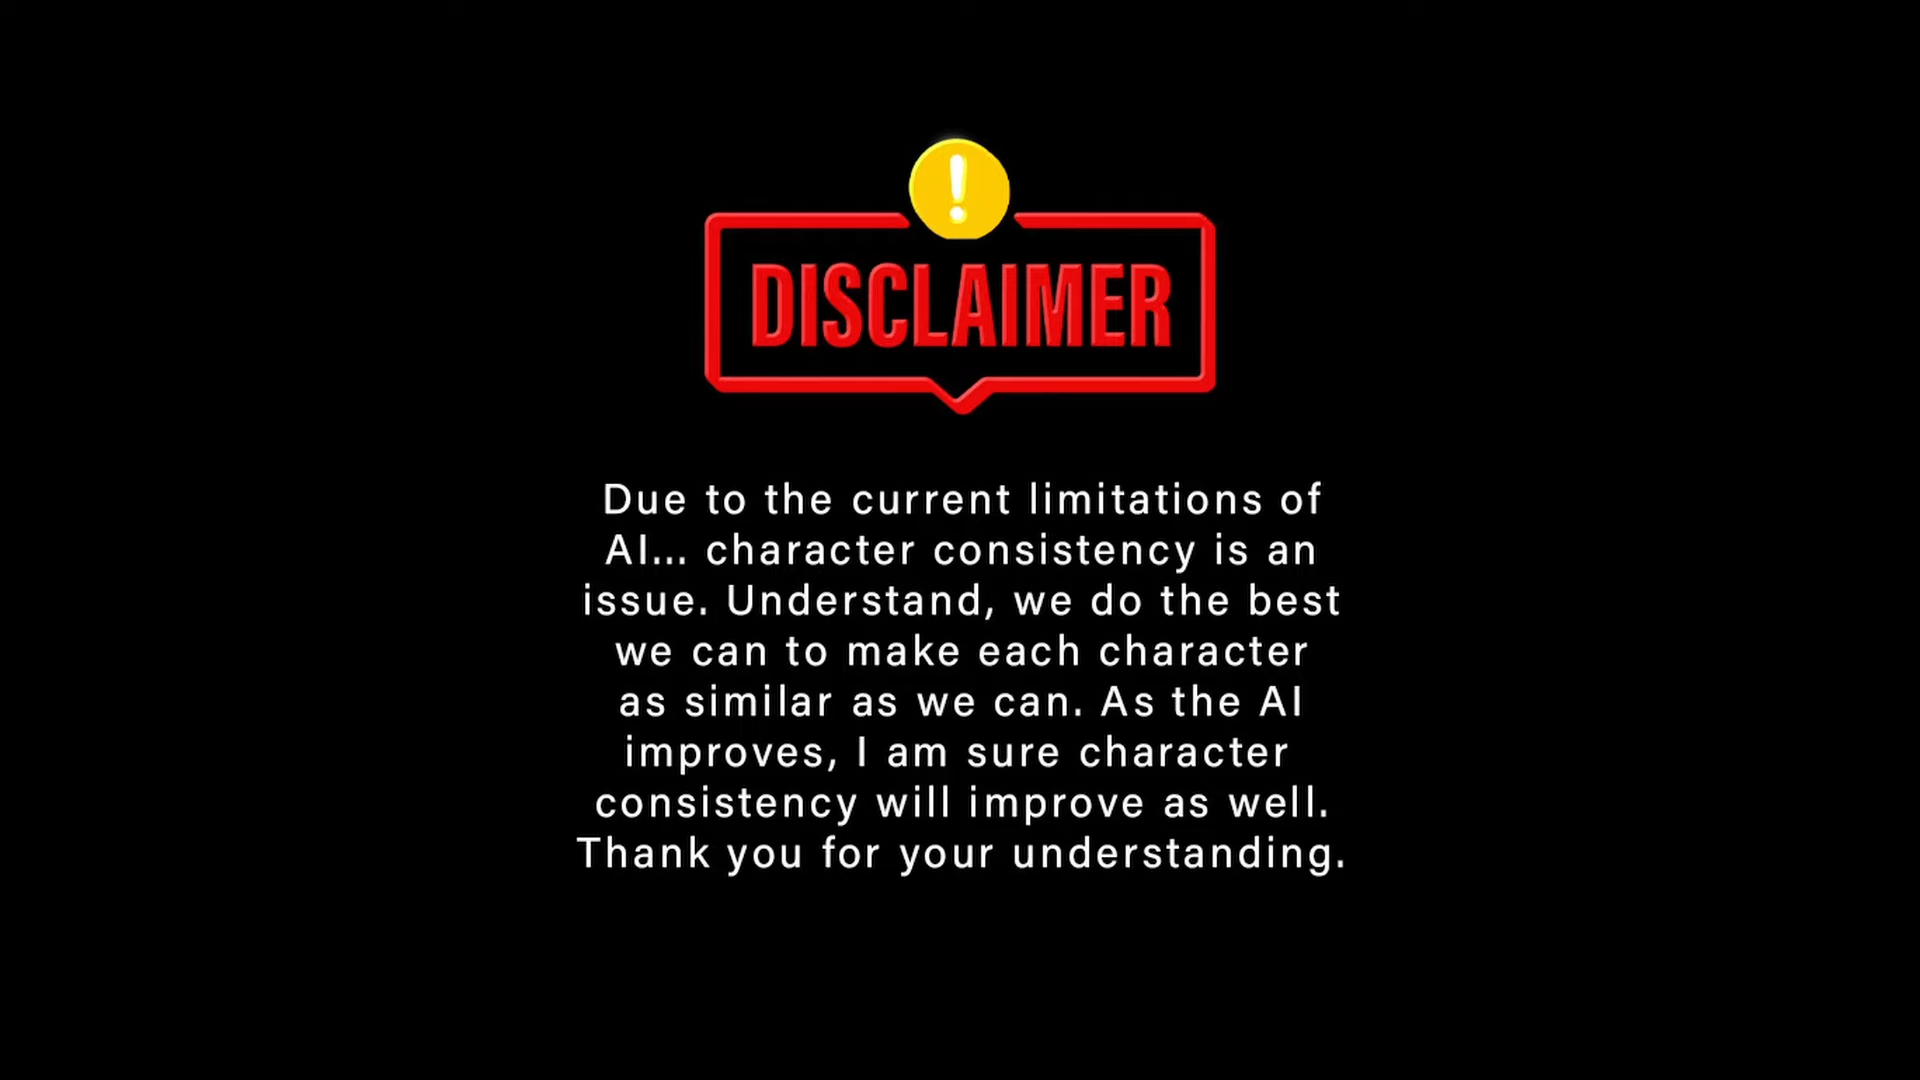 !
DISCLAIMER
Due to the current limitations of
AI... character consistency is an
issue. Understand, we do the best
we can to make each character
as similar as we can. As the AI
improves, I am sure character
consistency will improve as well.
Thank you for your understanding.